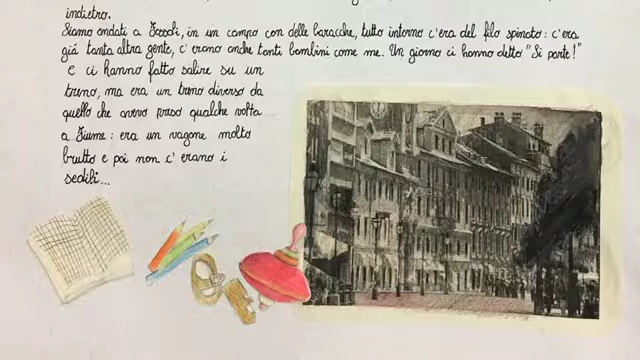 indietro.
Siamo andati a Fossoli, in un campo con delle baracche, tutto intorno c'era del filo spinato: c'era
già tanta altra gente, c'erano anche tanti bambini come me. Un giorno ci hanno detto "Si parte!"
e ci hanno fatto salire su un
treno, ma era un treno diverso da
quello che avevo preso qualche volta
a Fiume: era un vagone molto
brutto e poi non c'erano i
sedili...